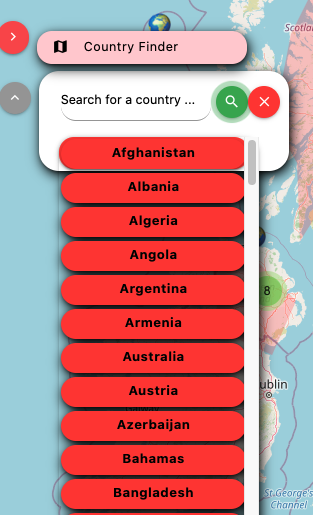 Scotland
Country Finder
Search for a country ...
Afghanistan
Albania
Algeria
Angola
Argentina
8
Armenia
Australia
ublin
Austria
Azerbaijan
Bahamas
Bangladesh
St George's
Channel